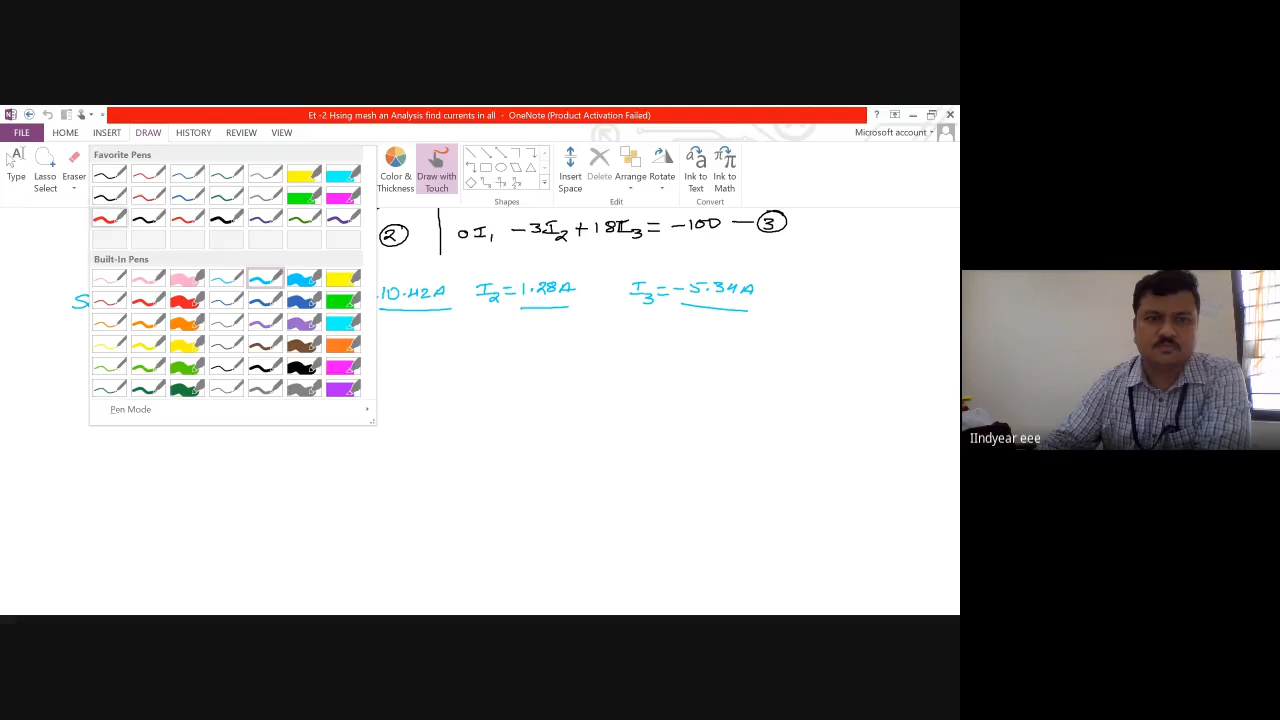 Et -2 Hsing mesh an Analysis find currents in all - OneNote (Product Activation Failed)
FILE HOME INSERT DRAW HISTORY REVIEW VIEW Microsoft account
Favorite Pens
Type Lasso Select Eraser Color & Thickness Draw with Touch Insert Space Delete Arrange Rotate Ink to Text Ink to Math
Shapes Edit Convert
② 0I₁ -3I₂ + 18I₃ = -100 — ③
Built-In Pens
S .10.42A I₂ = 1.28A I₃ = -5.34A
Pen Mode
IIndyear eee